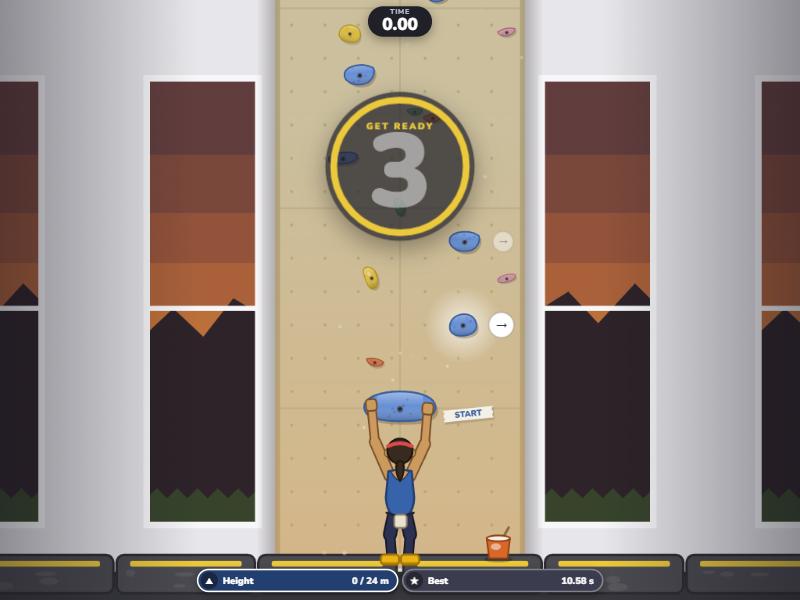 TIME
0.00
GET READY
3
→
→
START
Height 0 / 24 m
Best 10.58 s